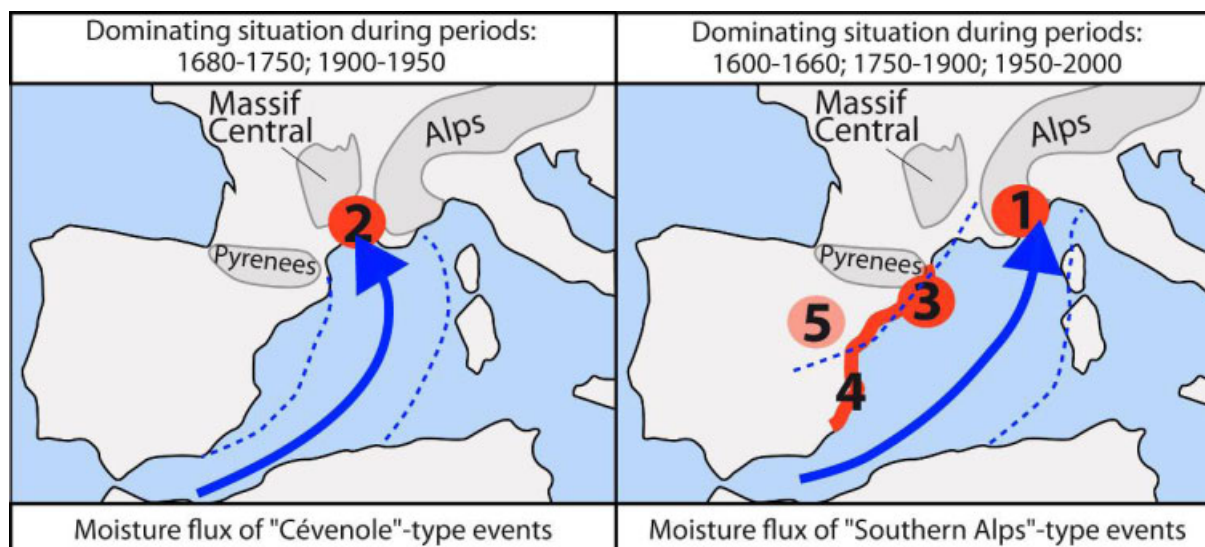 Dominating situation during periods:
1680-1750; 1900-1950
Massif
Central
Alps
2
Pyrenees
Moisture flux of "Cévenole"-type events
Dominating situation during periods:
1600-1660; 1750-1900; 1950-2000
Massif
Central
Alps
1
Pyrenees
3
5
4
Moisture flux of "Southern Alps"-type events